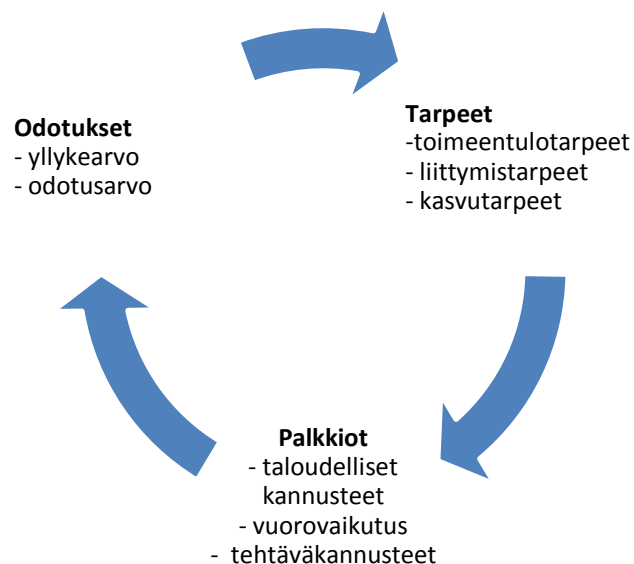 Odotukset
- yllykearvo
- odotusarvo
Tarpeet
-toimeentulotarpeet
- liittymistarpeet
- kasvutarpeet
Palkkiot
- taloudelliset
kannusteet
- vuorovaikutus
- tehtäväkannusteet